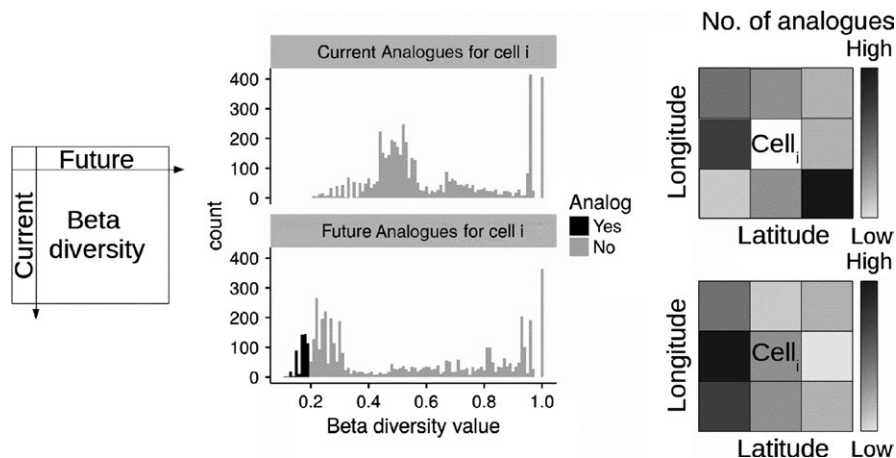 Future
Current
Beta
diversity
Current Analogues for cell i
400
300
200
100
0
count
Future Analogues for cell i
400
300
200
100
0
0.2 0.4 0.6 0.8 1.0
Beta diversity value
Analog
Yes
No
No. of analogues
High
Longitude
Cell i
Latitude
Low
High
Longitude
Cell i
Latitude
Low